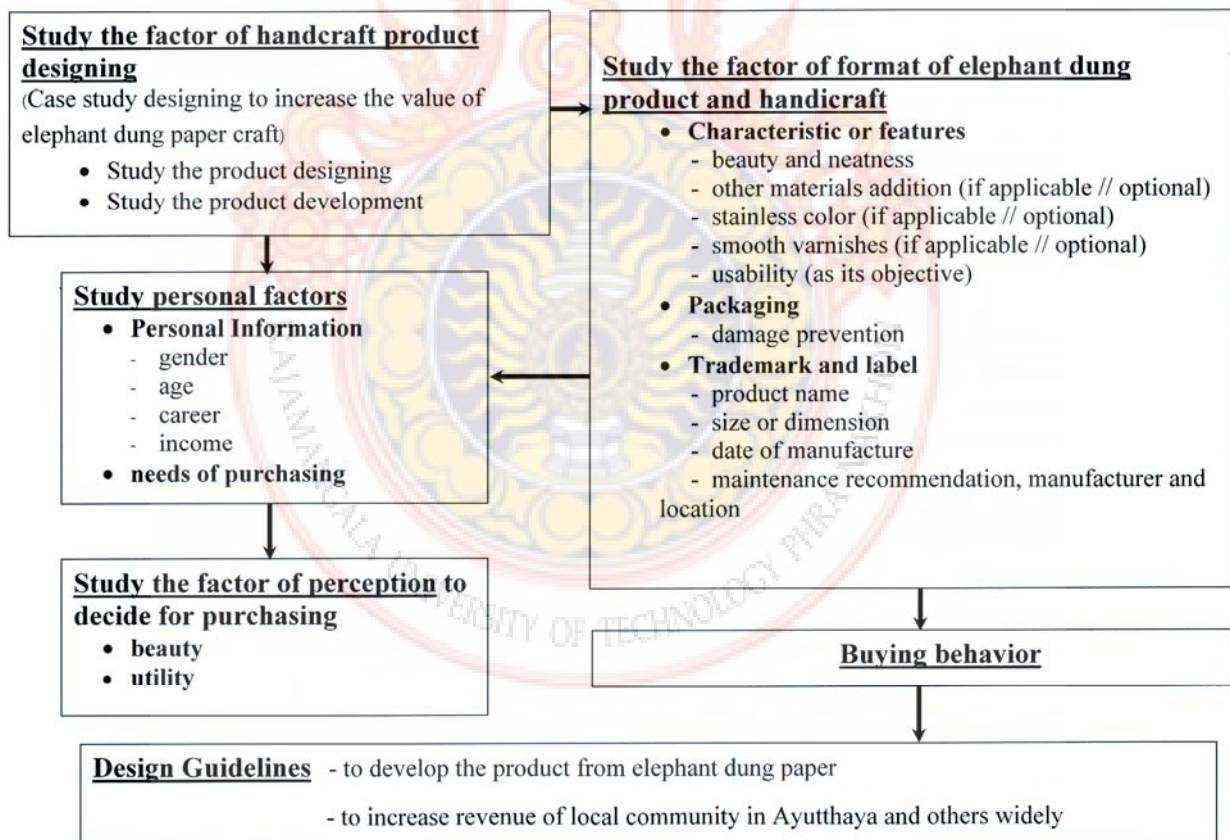 Study the factor of handcraft product
designing
(Case study designing to increase the value of
elephant dung paper craft)
• Study the product designing
• Study the product development
Study personal factors
• Personal Information
- gender
- age
- career
- income
• needs of purchasing
Study the factor of perception to
decide for purchasing
• beauty
• utility
Study the factor of format of elephant dung
product and handicraft
• Characteristic or features
- beauty and neatness
- other materials addition (if applicable // optional)
- stainless color (if applicable // optional)
- smooth varnishes (if applicable // optional)
- usability (as its objective)
• Packaging
- damage prevention
• Trademark and label
- product name
- size or dimension
- date of manufacture
- maintenance recommendation, manufacturer and
location
Buying behavior
Design Guidelines - to develop the product from elephant dung paper
- to increase revenue of local community in Ayutthaya and others widely
RAJAMANGALA UNIVERSITY OF TECHNOLOGY PHRA NAKHON